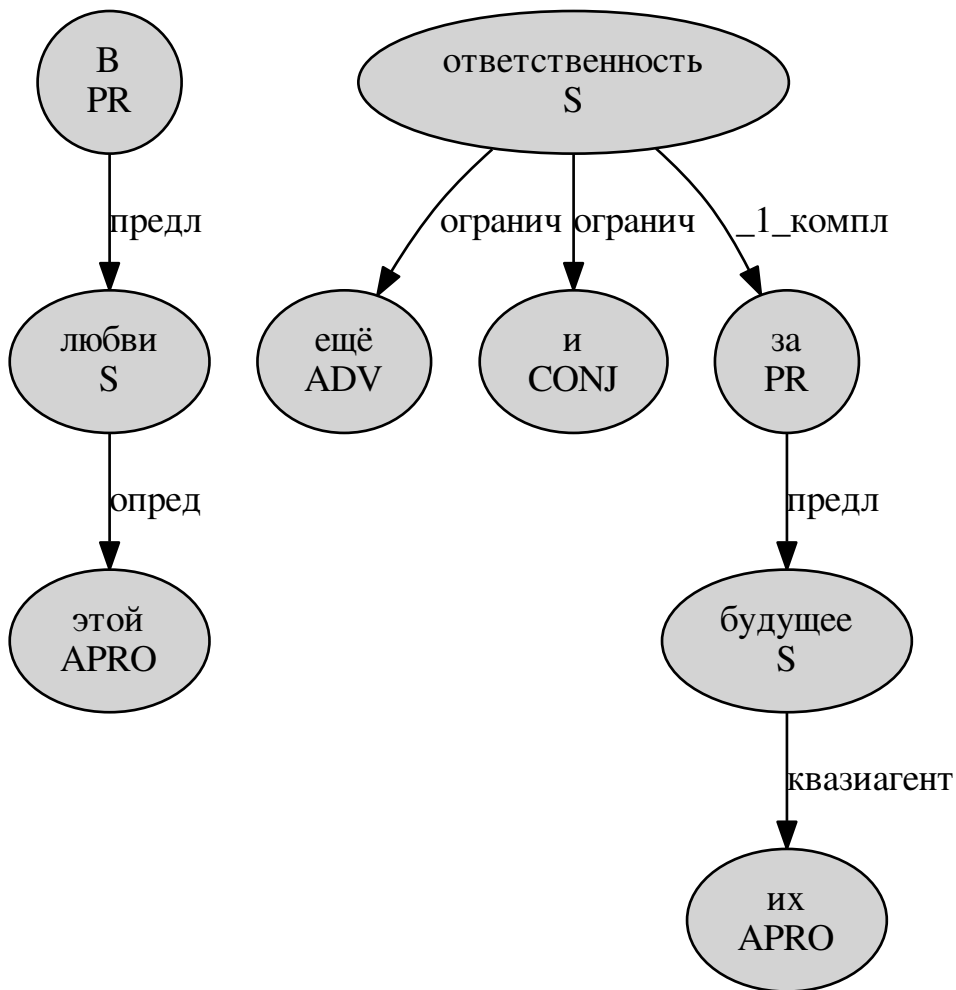 В
PR
ответственность
S
предл
огранич
огранич
_1_компл
любви
S
ещё
ADV
и
CONJ
за
PR
опред
предл
этой
APRO
будущее
S
квазиагент
их
APRO